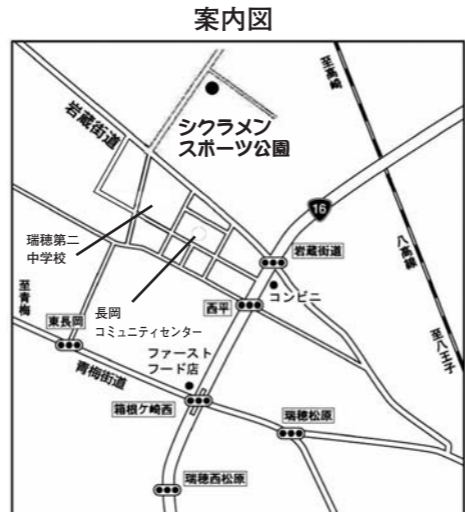 案内図
至高崎
岩蔵街道
シクラメン
スポーツ公園
16
八高線
瑞穂第二
中学校
岩蔵街道
至青梅
長岡
コミュニティセンター
コンビニ
西平
至八王子
東長岡
ファースト
フード店
青梅街道
箱根ケ崎西
瑞穂松原
瑞穂西松原